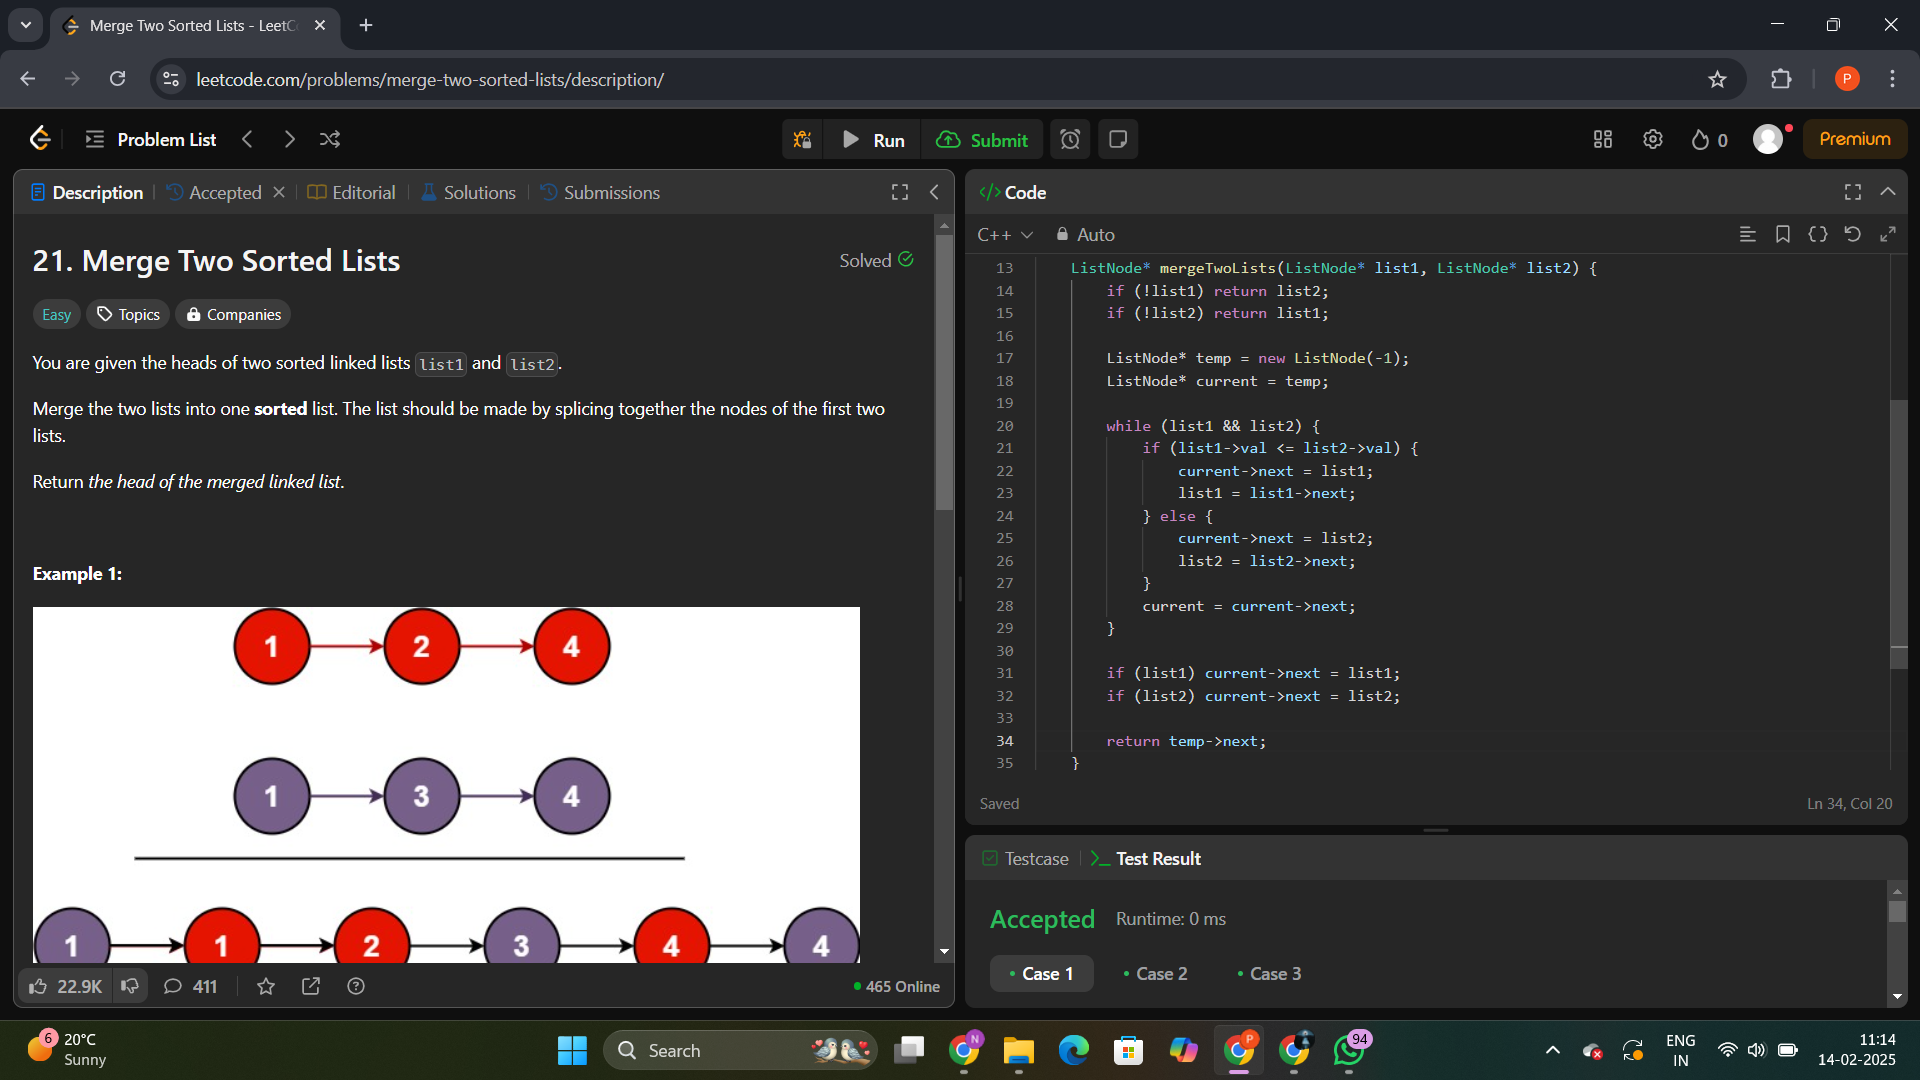 Merge Two Sorted Lists - LeetC
leetcode.com/problems/merge-two-sorted-lists/description/
P
Problem List
Run
Submit
0
Premium
Description
Accepted
Editorial
Solutions
Submissions
21. Merge Two Sorted Lists
Solved
Easy
Topics
Companies
You are given the heads of two sorted linked lists list1 and list2.
Merge the two lists into one sorted list. The list should be made by splicing together the nodes of the first two
lists.
Return the head of the merged linked list.
Example 1:
1 2 4
1 3 4
1 1 2 3 4 4
22.9K
411
465 Online
</> Code
C++
Auto
13 ListNode* mergeTwoLists(ListNode* list1, ListNode* list2) {
14 if (!list1) return list2;
15 if (!list2) return list1;
16
17 ListNode* temp = new ListNode(-1);
18 ListNode* current = temp;
19
20 while (list1 && list2) {
21 if (list1->val <= list2->val) {
22 current->next = list1;
23 list1 = list1->next;
24 } else {
25 current->next = list2;
26 list2 = list2->next;
27 }
28 current = current->next;
29 }
30
31 if (list1) current->next = list1;
32 if (list2) current->next = list2;
33
34 return temp->next;
35 }
Saved
Ln 34, Col 20
Testcase
Test Result
Accepted
Runtime: 0 ms
Case 1
Case 2
Case 3
6
20°C
Sunny
Search
N
P
94
ENG
IN
11:14
14-02-2025